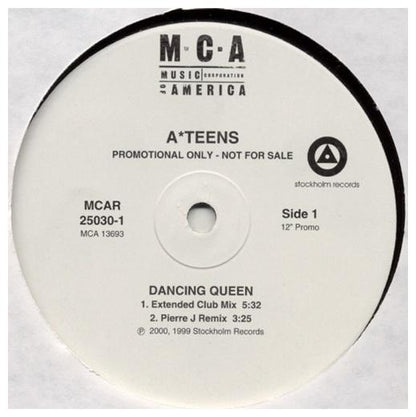 M·C·A
MUSIC CORPORATION
OF AMERICA
A*TEENS
PROMOTIONAL ONLY - NOT FOR SALE
stockholm records
MCAR
25030-1
MCA 13693
Side 1
12" Promo
DANCING QUEEN
1. Extended Club Mix 5:32
2. Pierre J Remix 3:25
℗ 2000, 1999 Stockholm Records